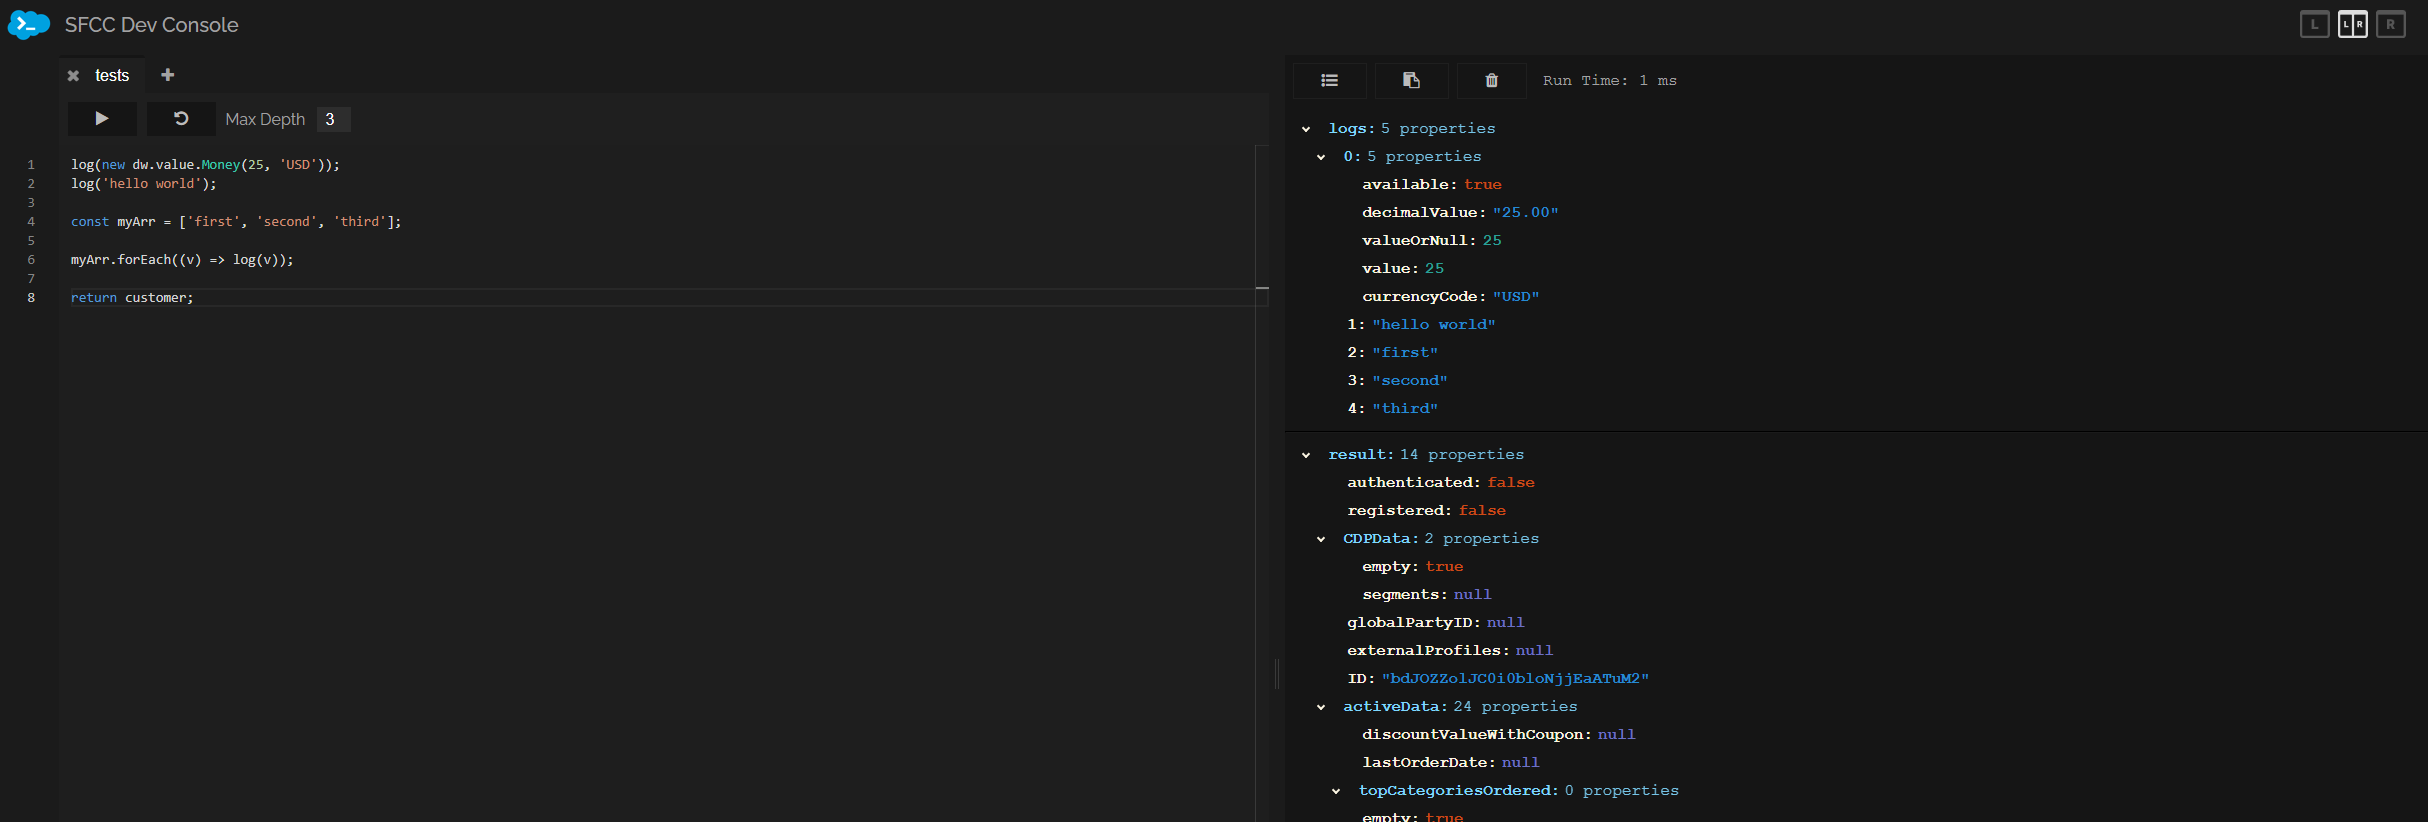 SFCC Dev Console
L
L R
R
tests
Max Depth 3
1 log(new dw.value.Money(25, 'USD'));
2 log('hello world');
3
4 const myArr = ['first', 'second', 'third'];
5
6 myArr.forEach((v) => log(v));
7
8 return customer;
Run Time: 1 ms
logs: 5 properties
0: 5 properties
available: true
decimalValue: "25.00"
valueOrNull: 25
value: 25
currencyCode: "USD"
1: "hello world"
2: "first"
3: "second"
4: "third"
result: 14 properties
authenticated: false
registered: false
CDPData: 2 properties
empty: true
segments: null
globalPartyID: null
externalProfiles: null
ID: "bdJOZZolJC0i0bloNjjEaATuM2"
activeData: 24 properties
discountValueWithCoupon: null
lastOrderDate: null
topCategoriesOrdered: 0 properties
empty: true